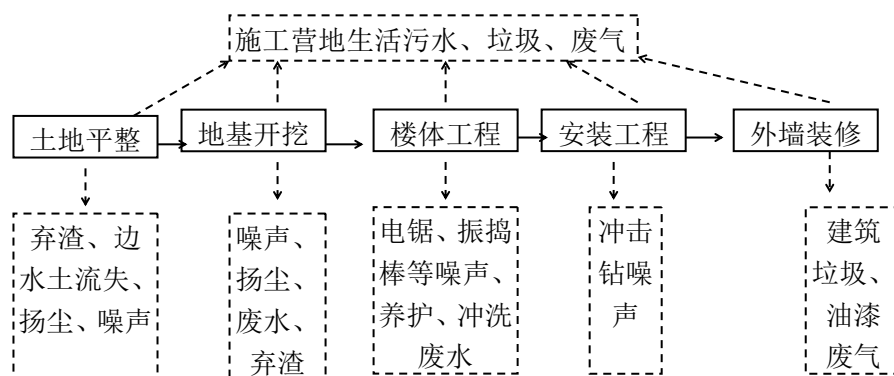 施工营地生活污水、垃圾、废气
土地平整
地基开挖
楼体工程
安装工程
外墙装修
弃渣、边
水土流失、
扬尘、噪声
噪声、
扬尘、
废水、
弃渣
电锯、振捣
棒等噪声、
养护、冲洗
废水
冲击
钻噪
声
建筑
垃圾、
油漆
废气